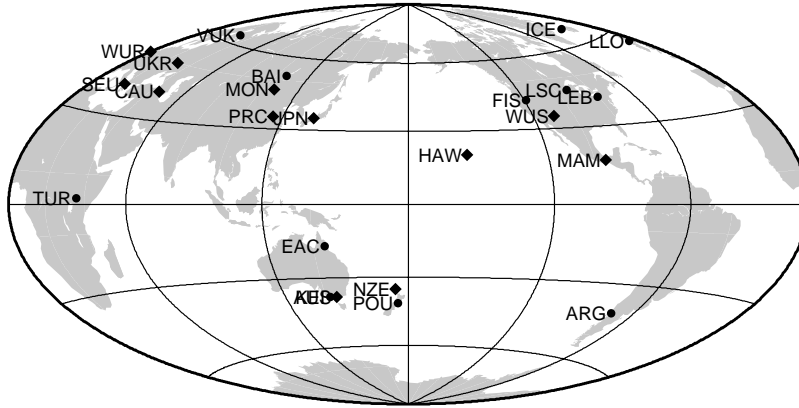 VUK
ICE
LLO
WUR
UKR
SEU
CAU
BAI
MON
LSC
LEB
FIS
WUS
PRC
JPN
HAW
MAM
TUR
EAC
NZE
POU
ARG